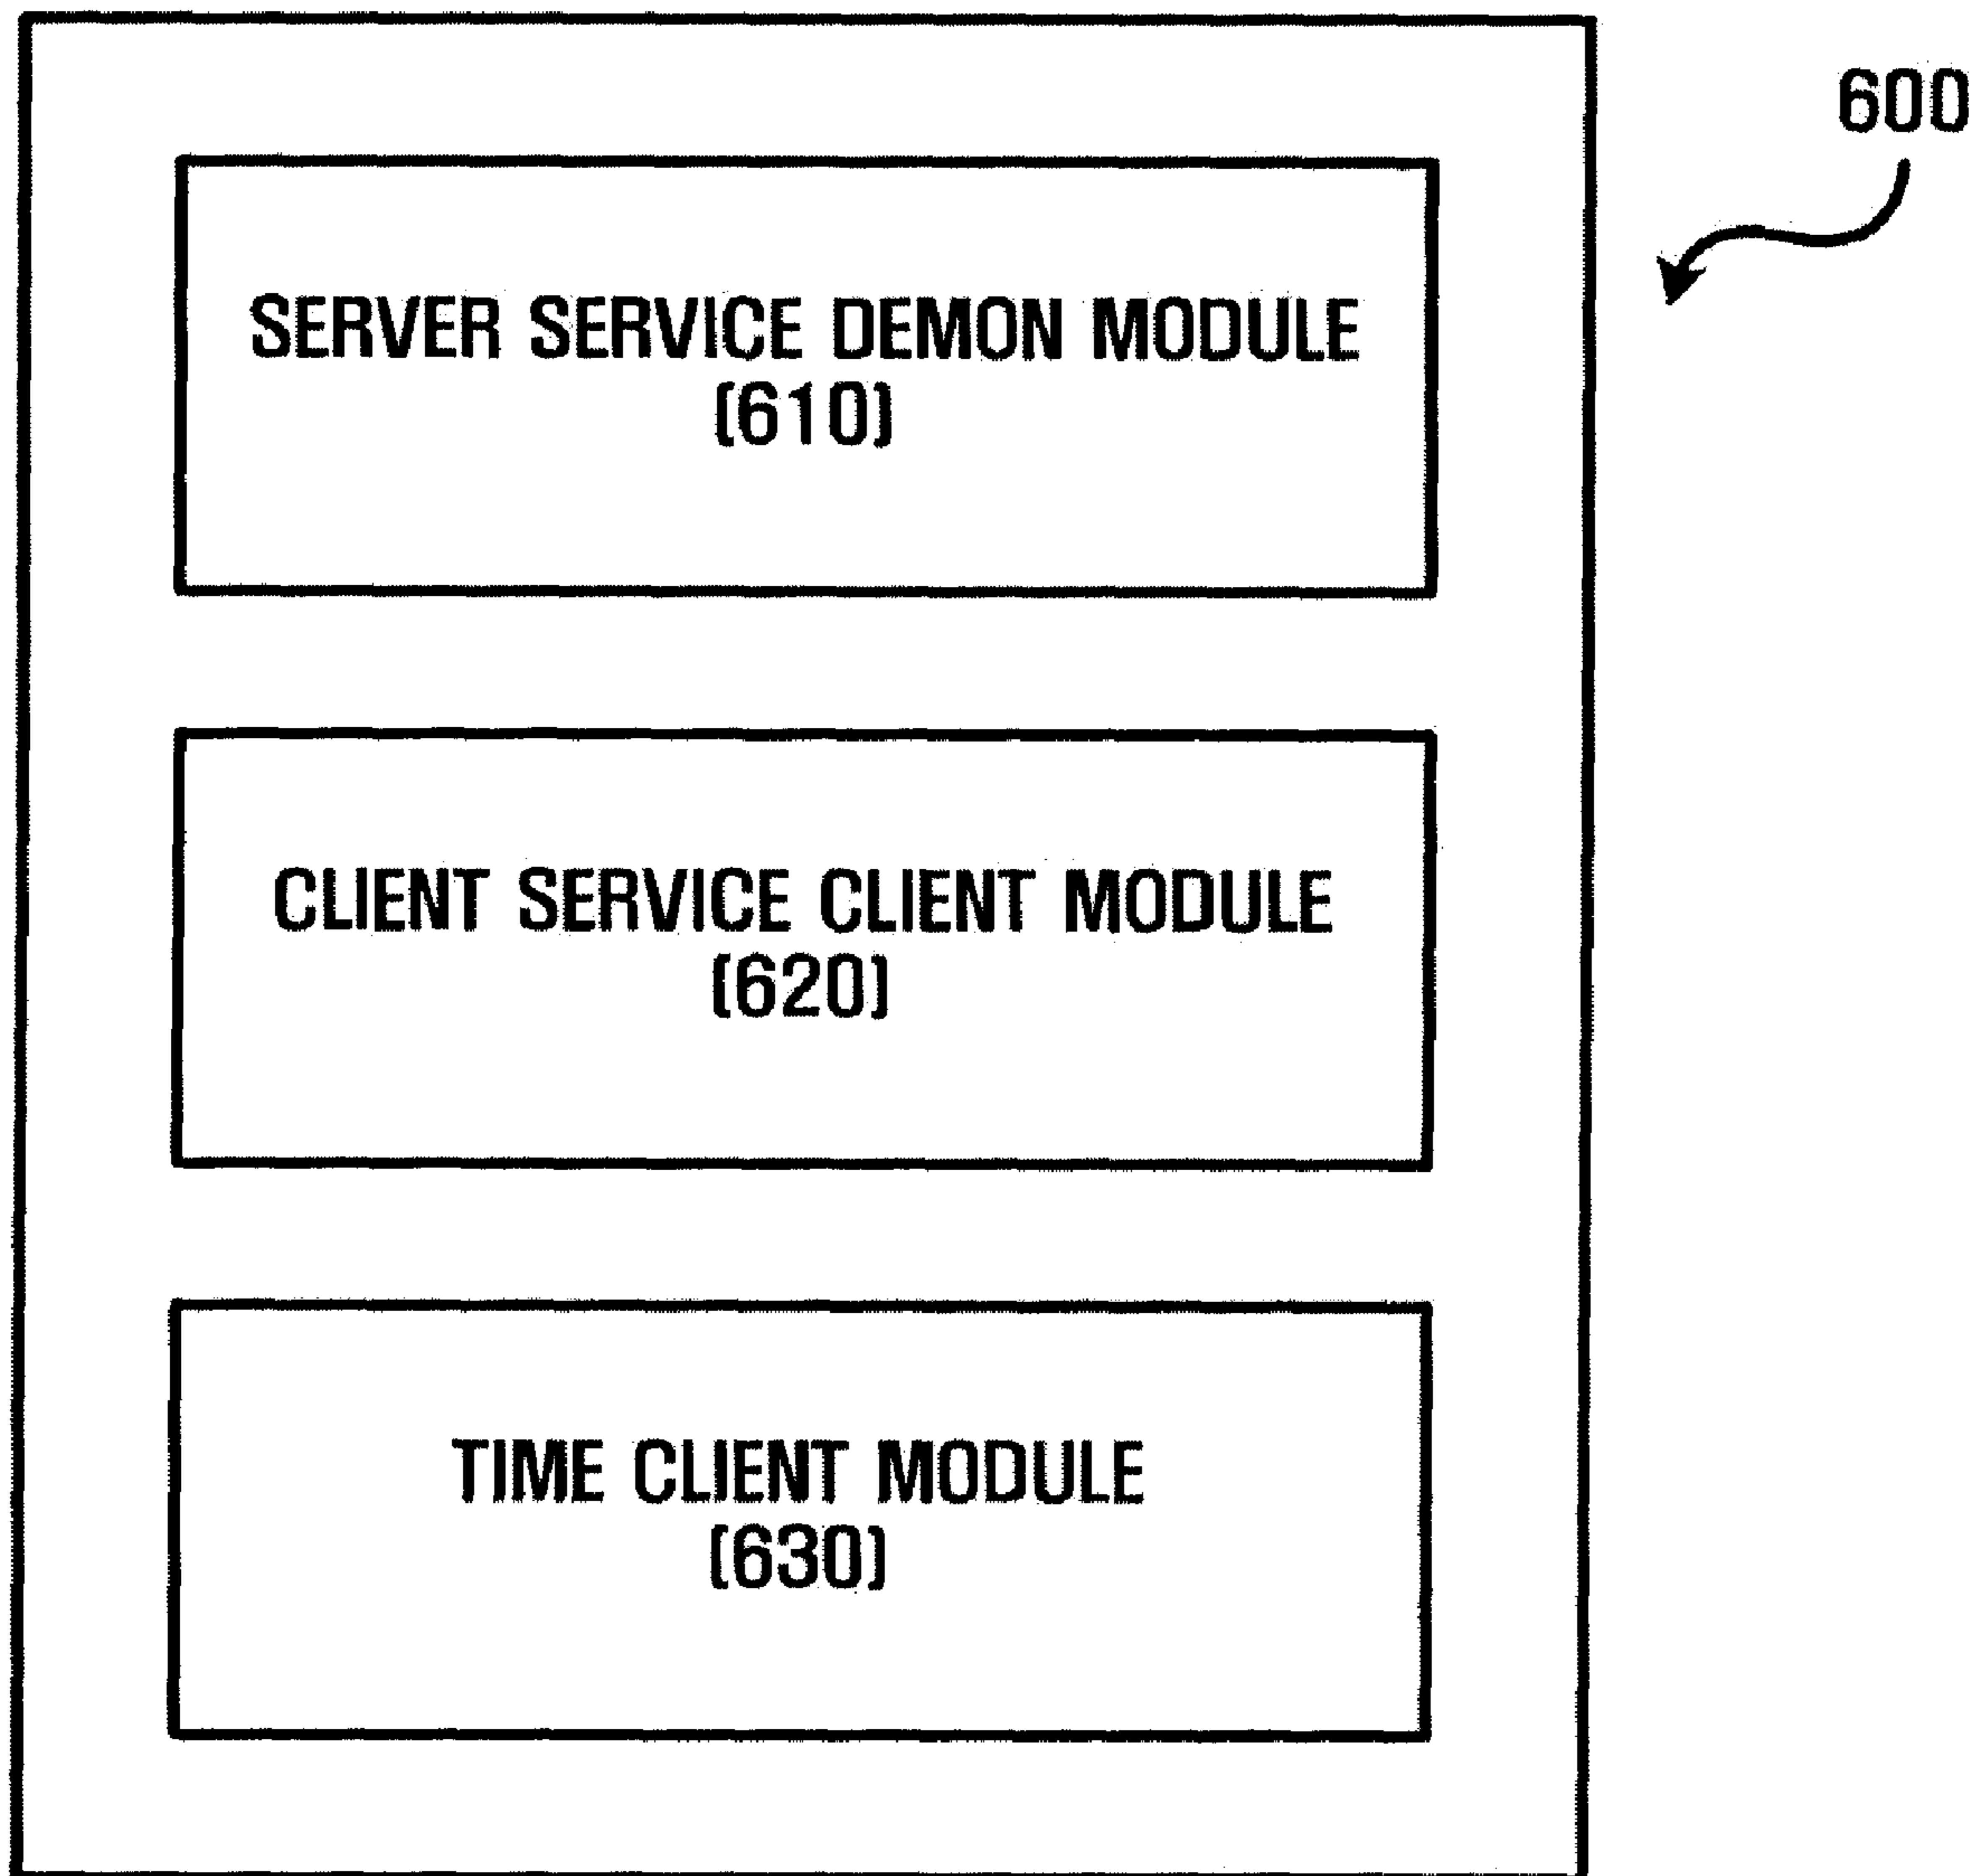 600
SERVER SERVICE DEMON MODULE
(610)
CLIENT SERVICE CLIENT MODULE
(620)
TIME CLIENT MODULE
(630)